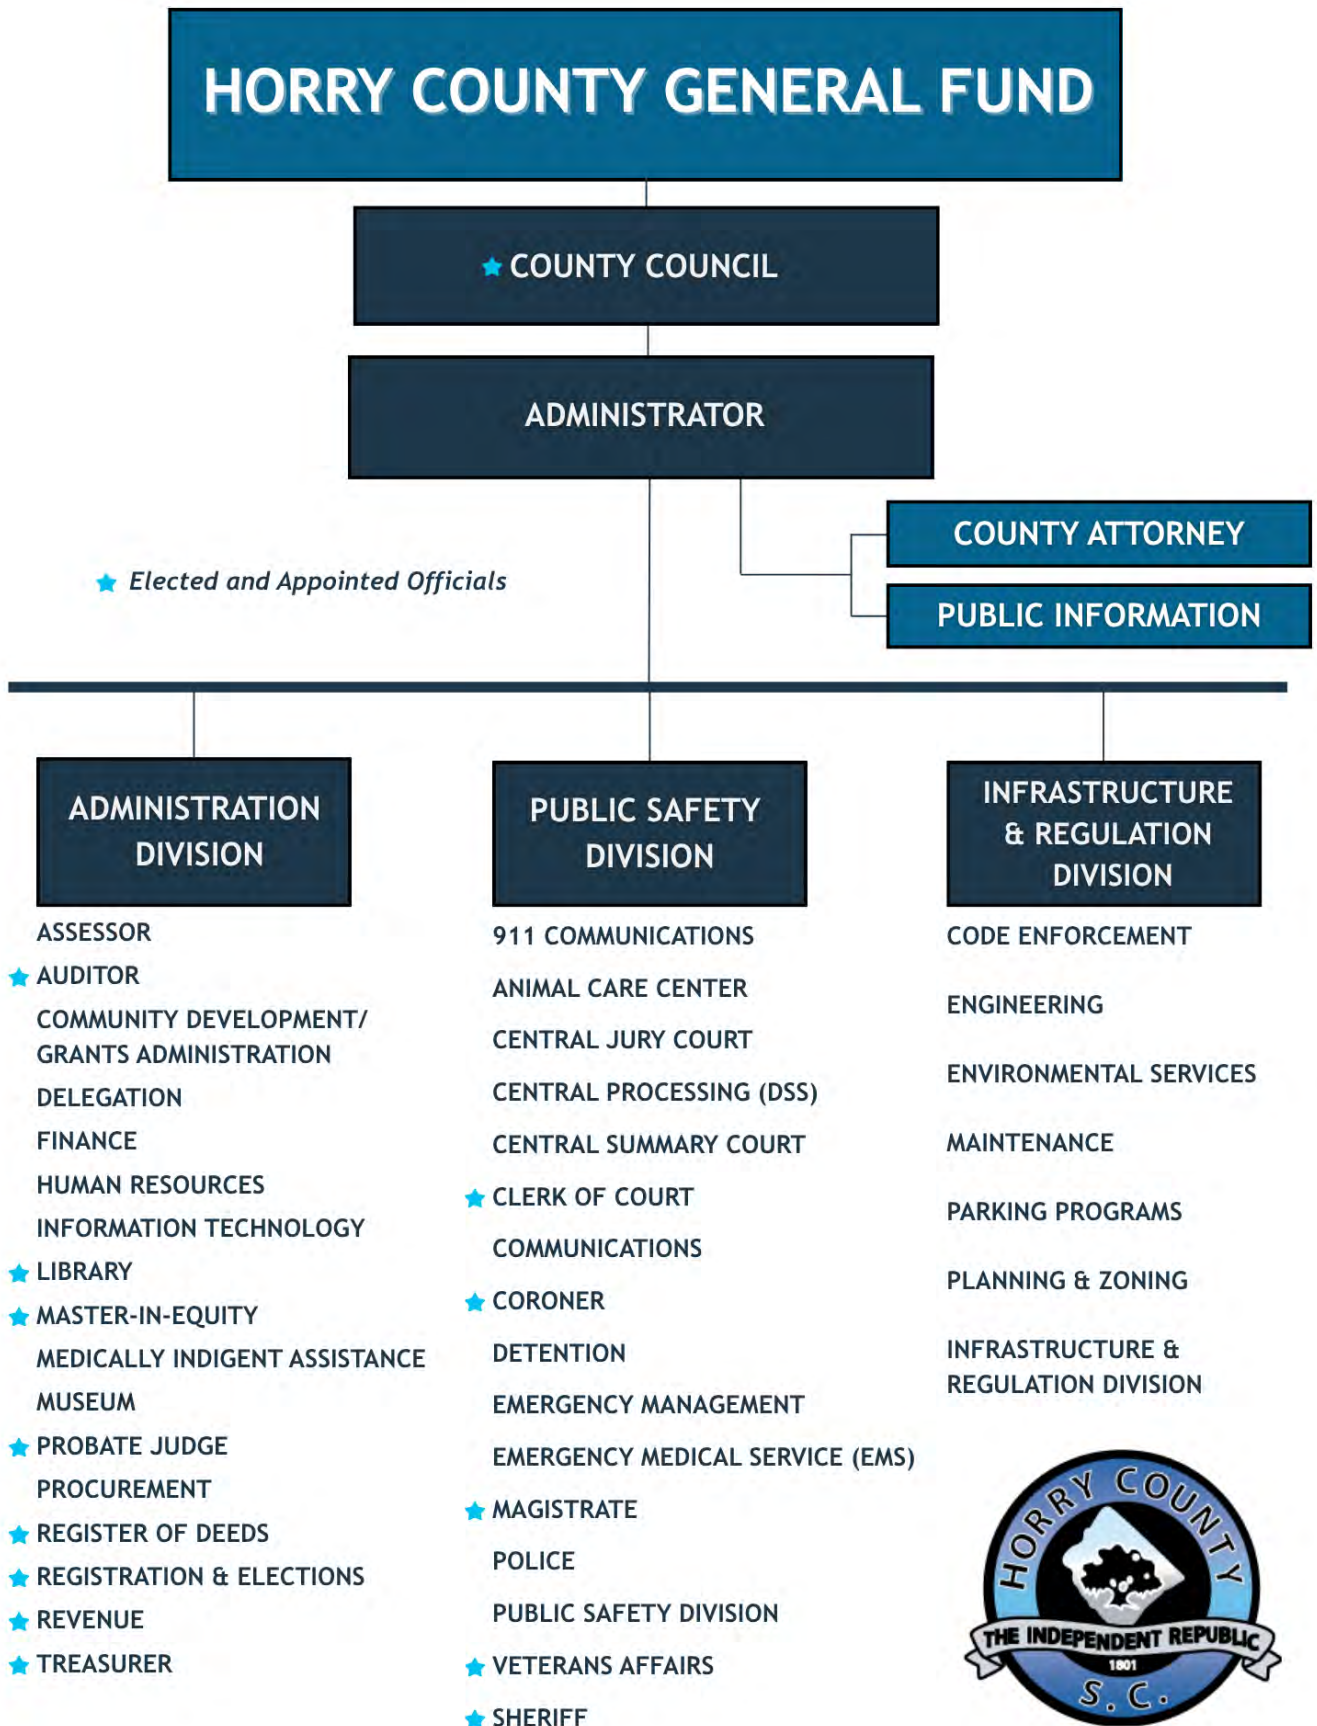 HORRY COUNTY GENERAL FUND
COUNTY COUNCIL
ADMINISTRATOR
COUNTY ATTORNEY
PUBLIC INFORMATION
Elected and Appointed Officials
ADMINISTRATION
DIVISION
ASSESSOR
AUDITOR
COMMUNITY DEVELOPMENT/
GRANTS ADMINISTRATION
DELEGATION
FINANCE
HUMAN RESOURCES
INFORMATION TECHNOLOGY
LIBRARY
MASTER-IN-EQUITY
MEDICALLY INDIGENT ASSISTANCE
MUSEUM
PROBATE JUDGE
PROCUREMENT
REGISTER OF DEEDS
REGISTRATION & ELECTIONS
REVENUE
TREASURER
PUBLIC SAFETY
DIVISION
911 COMMUNICATIONS
ANIMAL CARE CENTER
CENTRAL JURY COURT
CENTRAL PROCESSING (DSS)
CENTRAL SUMMARY COURT
CLERK OF COURT
COMMUNICATIONS
CORONER
DETENTION
EMERGENCY MANAGEMENT
EMERGENCY MEDICAL SERVICE (EMS)
MAGISTRATE
POLICE
PUBLIC SAFETY DIVISION
VETERANS AFFAIRS
SHERIFF
INFRASTRUCTURE
& REGULATION
DIVISION
CODE ENFORCEMENT
ENGINEERING
ENVIRONMENTAL SERVICES
MAINTENANCE
PARKING PROGRAMS
PLANNING & ZONING
INFRASTRUCTURE &
REGULATION DIVISION
HORRY COUNTY
THE INDEPENDENT REPUBLIC
1801
S. C.